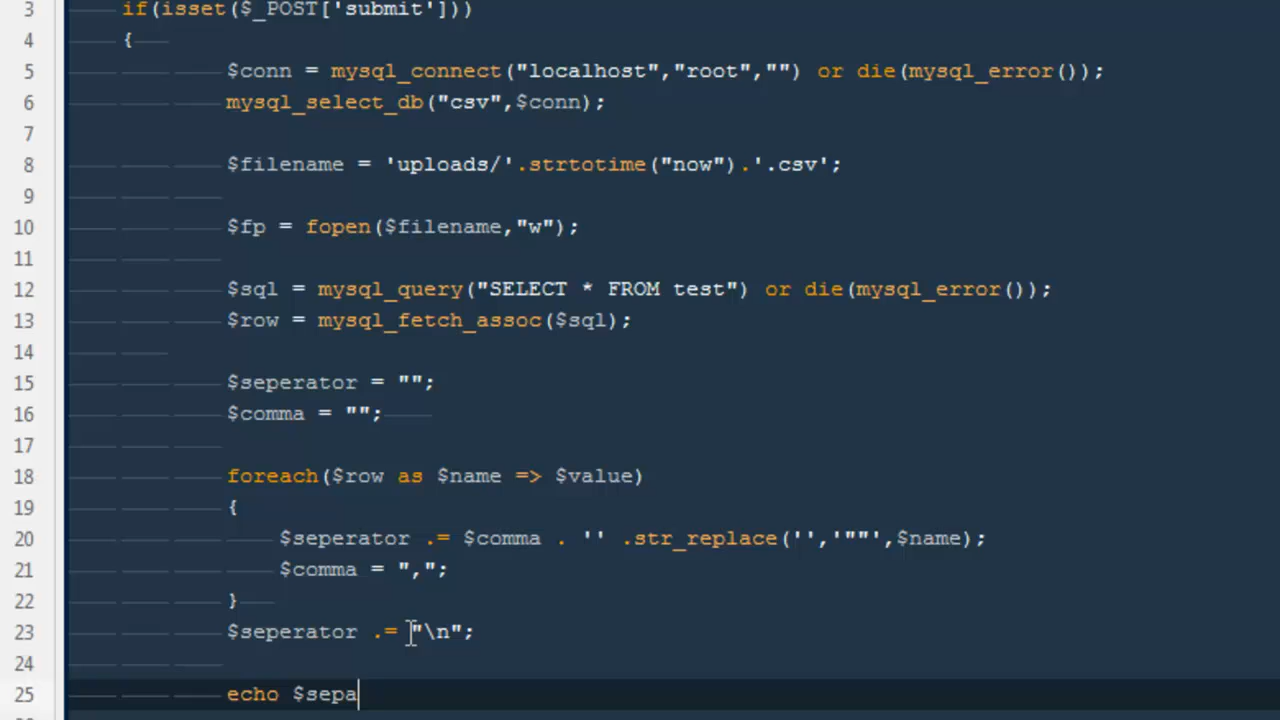 3 if(isset($_POST['submit']))
4 {
5 $conn = mysql_connect("localhost","root","") or die(mysql_error());
6 mysql_select_db("csv",$conn);
7
8 $filename = 'uploads/'.strtotime("now").'.csv';
9
10 $fp = fopen($filename,"w");
11
12 $sql = mysql_query("SELECT * FROM test") or die(mysql_error());
13 $row = mysql_fetch_assoc($sql);
14
15 $seperator = "";
16 $comma = "";
17
18 foreach($row as $name => $value)
19 {
20 $seperator .= $comma . '' .str_replace('','""',$name);
21 $comma = ",";
22 }
23 $seperator .= "\n";
24
25 echo $sepa